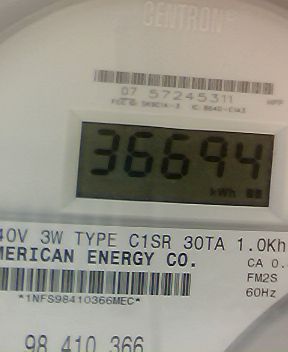 CENTRON®
07 57245311
36694
kWh
40V 3W TYPE C1SR 30TA 1.0Kh
MERICAN ENERGY CO.
CA 0.
FM2S
60Hz
*1NFS98410366MEC*
98 410 366